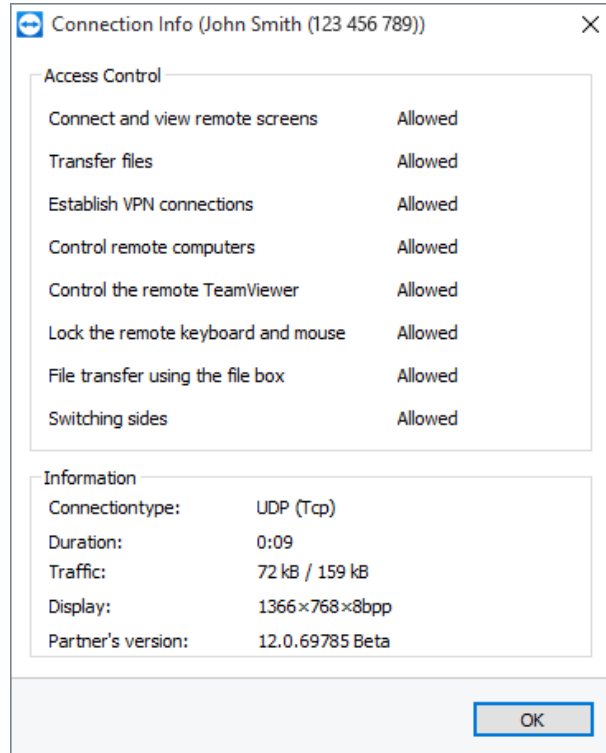 Connection Info (John Smith (123 456 789))
Access Control
Connect and view remote screens Allowed
Transfer files Allowed
Establish VPN connections Allowed
Control remote computers Allowed
Control the remote TeamViewer Allowed
Lock the remote keyboard and mouse Allowed
File transfer using the file box Allowed
Switching sides Allowed
Information
Connectiontype: UDP (Tcp)
Duration: 0:09
Traffic: 72 kB / 159 kB
Display: 1366×768×8bpp
Partner's version: 12.0.69785 Beta
OK